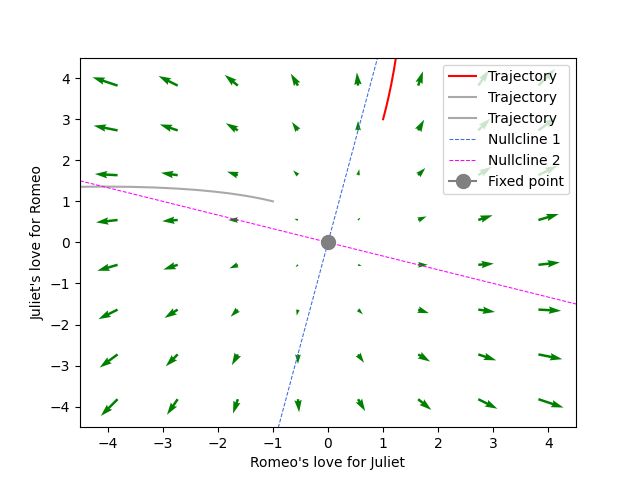 Trajectory
Trajectory
Trajectory
Nullcline 1
Nullcline 2
Fixed point
4
3
2
1
0
−1
−2
−3
−4
Juliet's love for Romeo
−4 −3 −2 −1 0 1 2 3 4
Romeo's love for Juliet